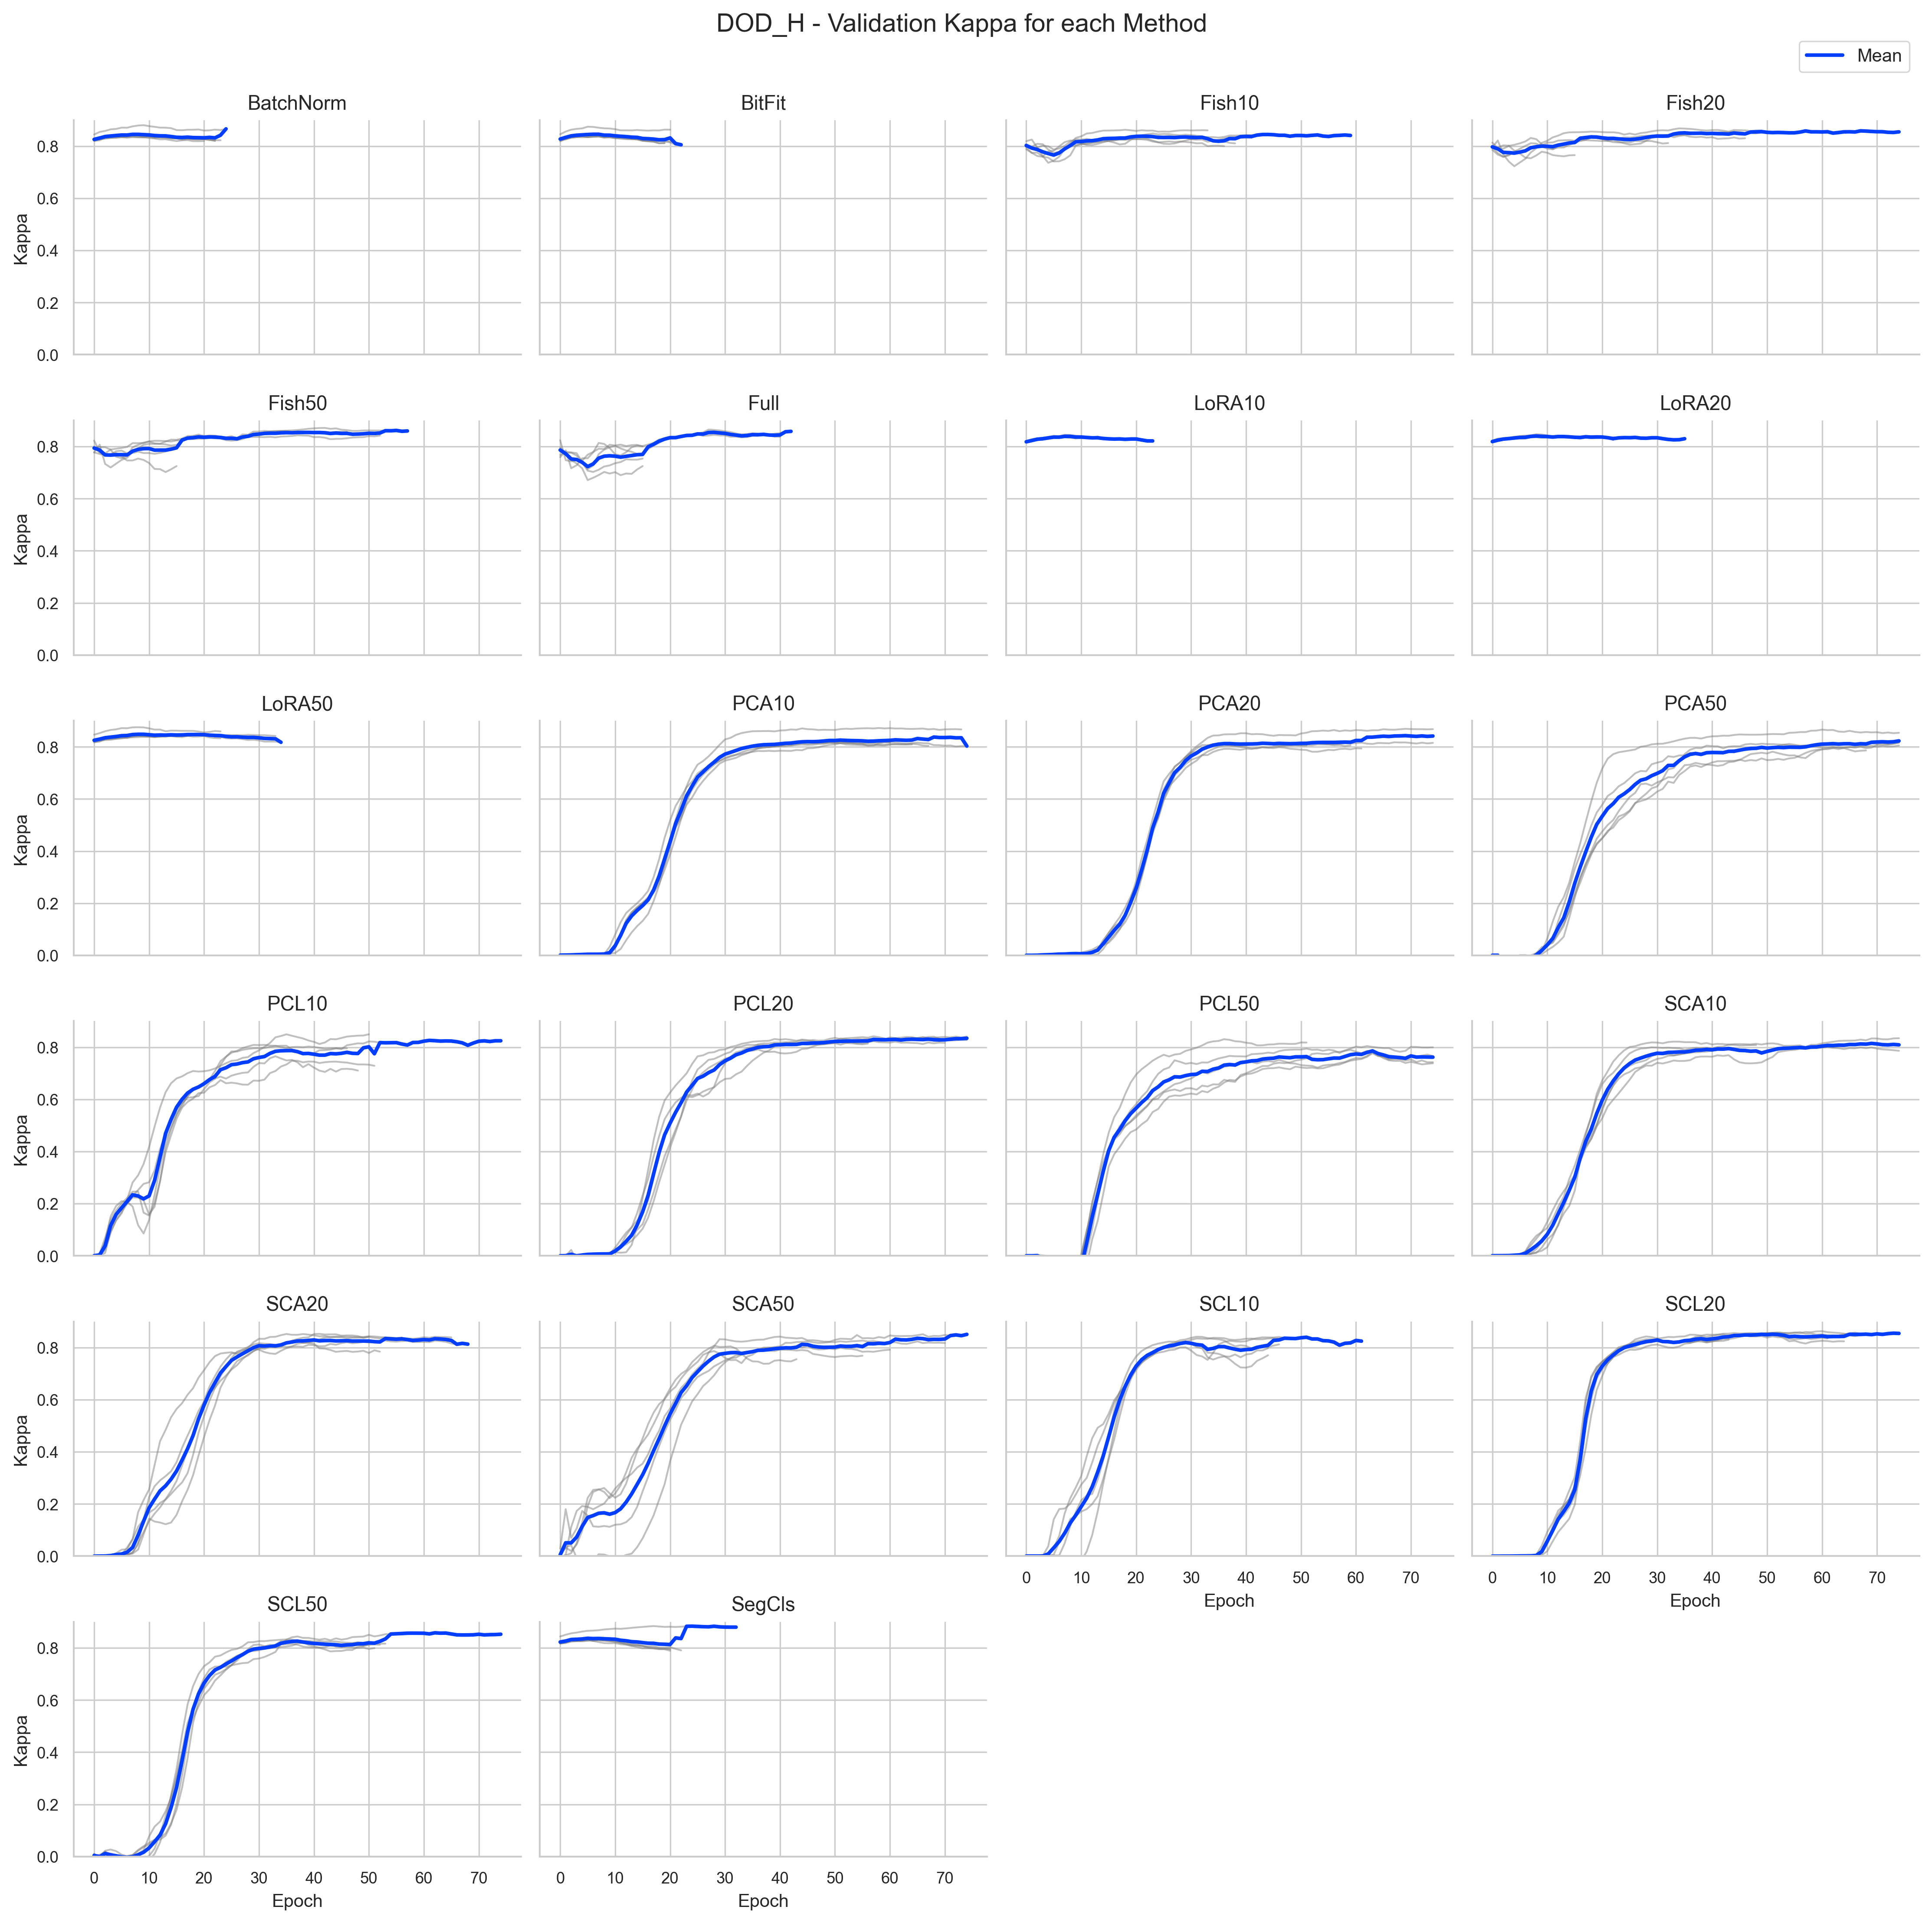 DOD_H - Validation Kappa for each Method
Mean
BatchNorm
BitFit
Fish10
Fish20
Kappa
0.8
0.6
0.4
0.2
0.0
Fish50
Full
LoRA10
LoRA20
Kappa
0.8
0.6
0.4
0.2
0.0
LoRA50
PCA10
PCA20
PCA50
Kappa
0.8
0.6
0.4
0.2
0.0
PCL10
PCL20
PCL50
SCA10
Kappa
0.8
0.6
0.4
0.2
0.0
SCA20
SCA50
SCL10
SCL20
Kappa
0.8
0.6
0.4
0.2
0.0
0 10 20 30 40 50 60 70
Epoch
0 10 20 30 40 50 60 70
Epoch
SCL50
SegCls
Kappa
0.8
0.6
0.4
0.2
0.0
0 10 20 30 40 50 60 70
Epoch
0 10 20 30 40 50 60 70
Epoch